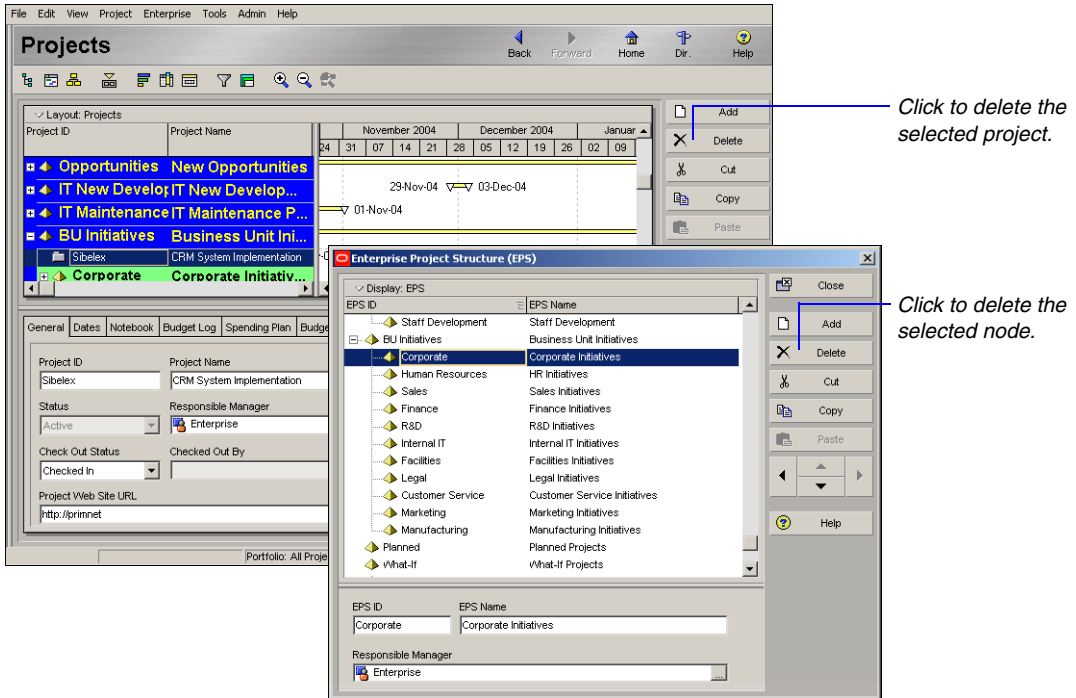 File Edit View Project Enterprise Tools Admin Help
Projects
Back Forward Home Dir. Help
Layout: Projects
Project ID Project Name
November 2004 December 2004 Januar
24 31 07 14 21 28 05 12 19 26 02 09
Opportunities New Opportunities
IT New Develop IT New Develop...
29-Nov-04 03-Dec-04
IT Maintenance IT Maintenance P...
01-Nov-04
BU Initiatives Business Unit Ini...
Sibelex CRM System Implementation
Corporate Corporate Initiativ...
Add
Delete
Cut
Copy
Paste
Click to delete the
selected project.
General Dates Notebook Budget Log Spending Plan Budge
Project ID Project Name
Sibelex CRM System Implementation
Status Responsible Manager
Active Enterprise
Check Out Status Checked Out By
Checked In
Project Web Site URL
http://primnet
Portfolio: All Proje
Enterprise Project Structure (EPS)
Display: EPS
EPS ID EPS Name
Staff Development Staff Development
BU Initiatives Business Unit Initiatives
Corporate Corporate Initiatives
Human Resources HR Initiatives
Sales Sales Initiatives
Finance Finance Initiatives
R&D R&D Initiatives
Internal IT Internal IT Initiatives
Facilities Facilities Initiatives
Legal Legal Initiatives
Customer Service Customer Service Initiatives
Marketing Marketing Initiatives
Manufacturing Manufacturing Initiatives
Planned Planned Projects
What-If What-If Projects
EPS ID EPS Name
Corporate Corporate Initiatives
Responsible Manager
Enterprise
...
Close
Add
Delete
Cut
Copy
Paste
Help
Click to delete the
selected node.